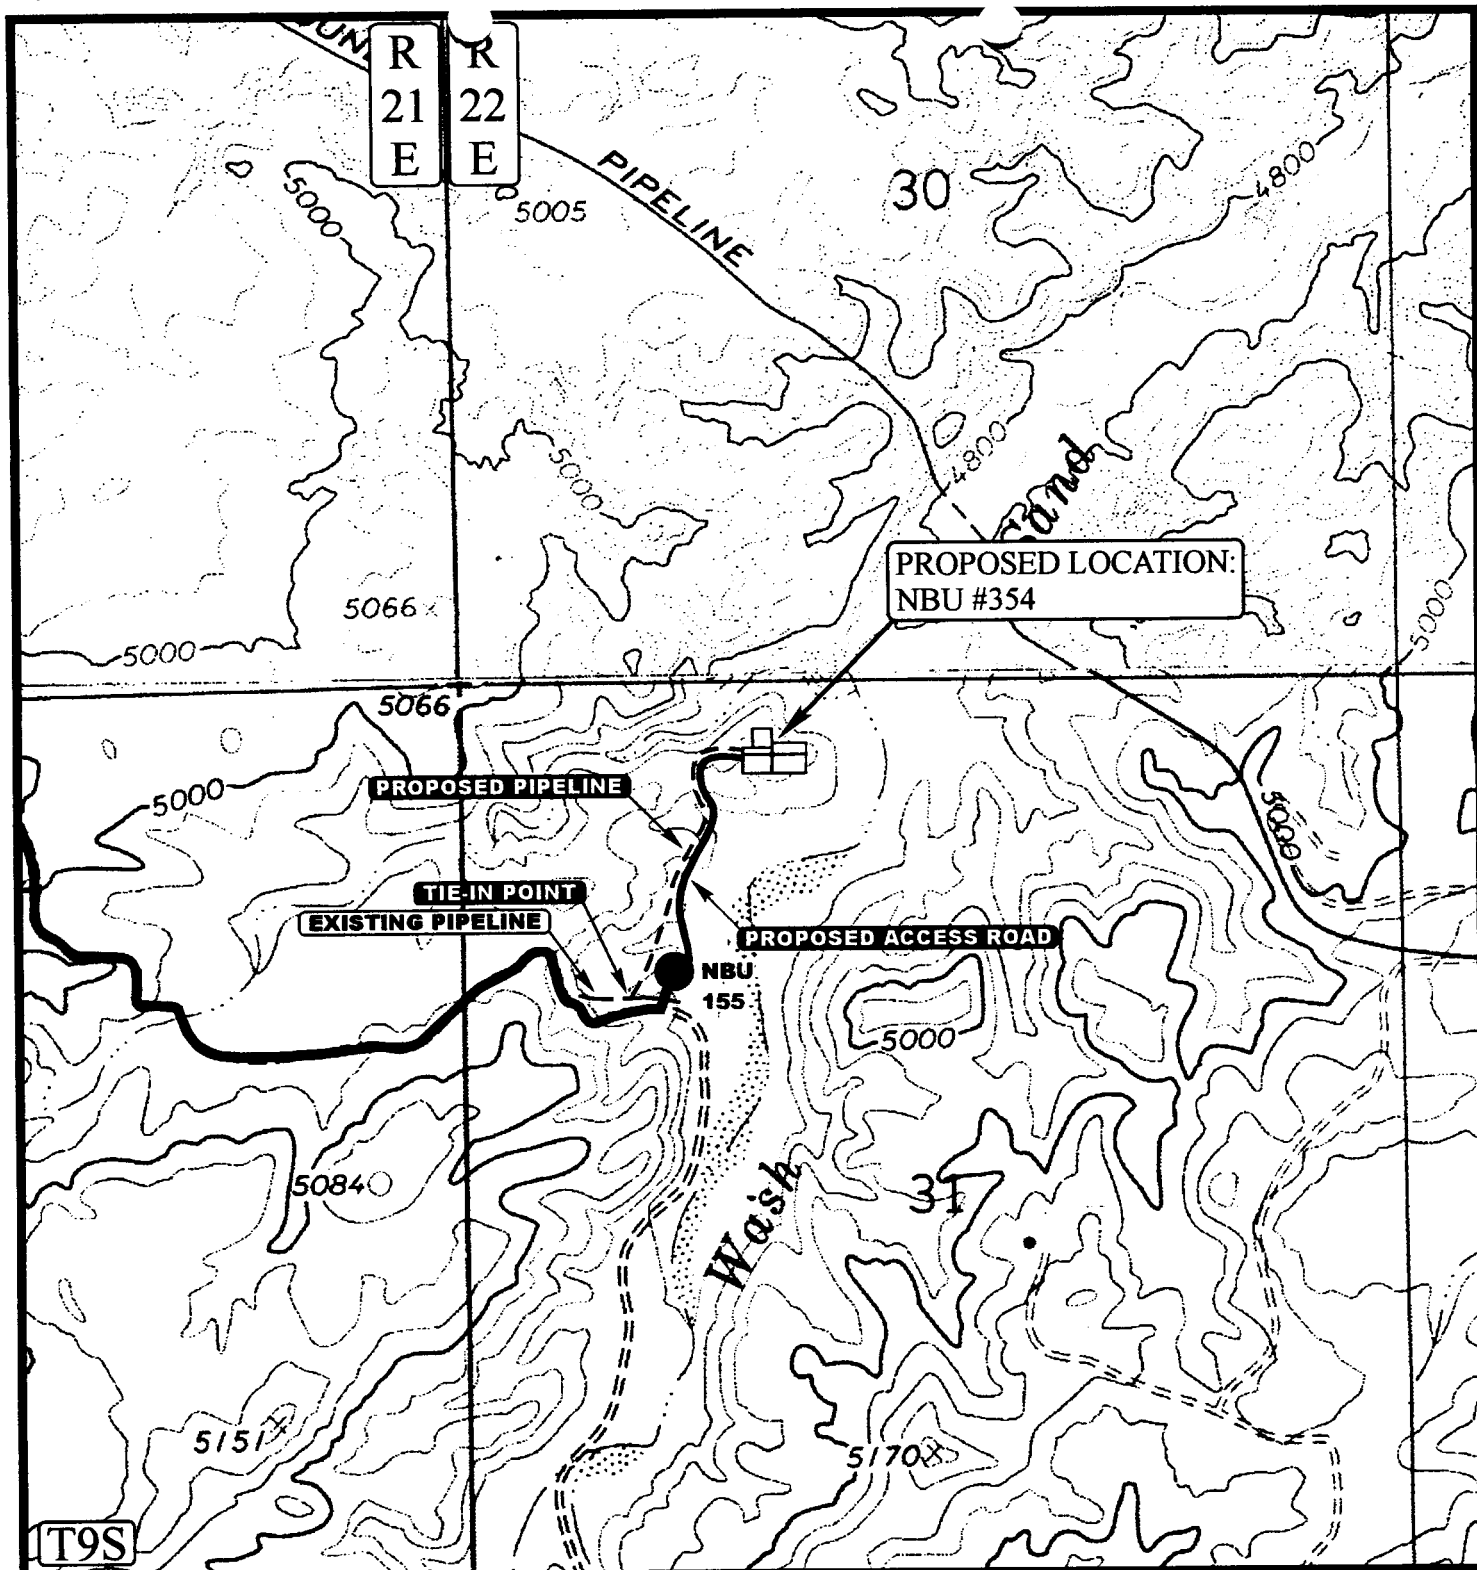 R
21
E
R
22
E
PIPELINE
30
4800
5000
5005
4800
Sand
5000
PROPOSED LOCATION:
NBU #354
5066
5000
5000
5066
5000
PROPOSED PIPELINE
5000
TIE-IN POINT
EXISTING PIPELINE
PROPOSED ACCESS ROAD
NBU
155
5000
5084
Wash
31
5151
5170
T9S